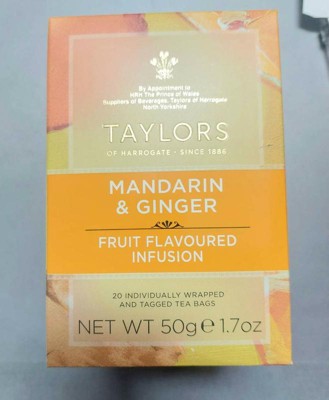 By Appointment to
HRH The Prince of Wales
Suppliers of Beverages, Taylors of Harrogate
North Yorkshire
TAYLORS
OF HARROGATE · SINCE 1886
MANDARIN
& GINGER
FRUIT FLAVOURED
INFUSION
20 INDIVIDUALLY WRAPPED
AND TAGGED TEA BAGS
NET WT 50g℮1.7oz